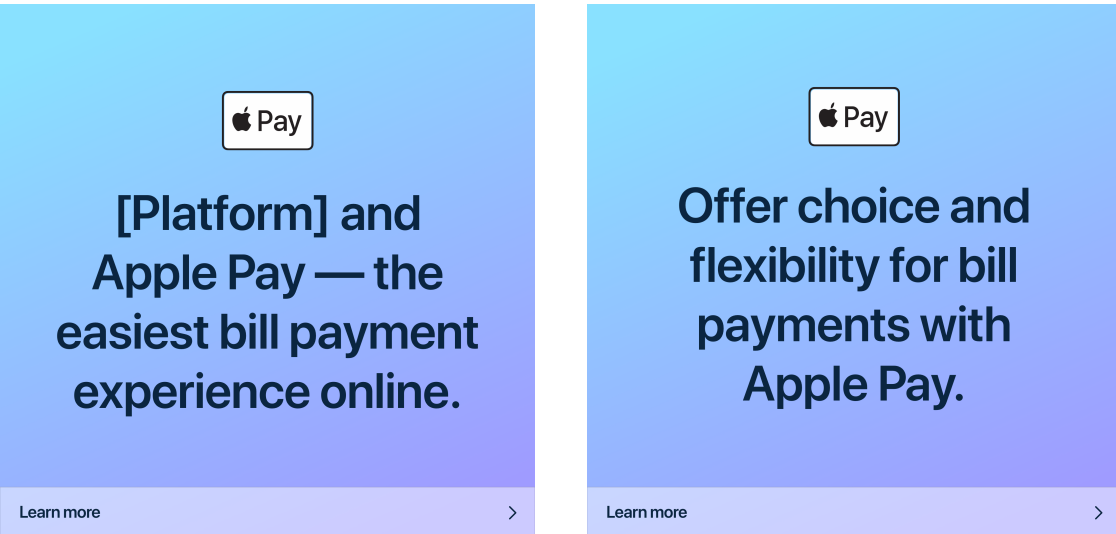 Pay
[Platform] and
Apple Pay — the
easiest bill payment
experience online.
Learn more
Pay
Offer choice and
flexibility for bill
payments with
Apple Pay.
Learn more